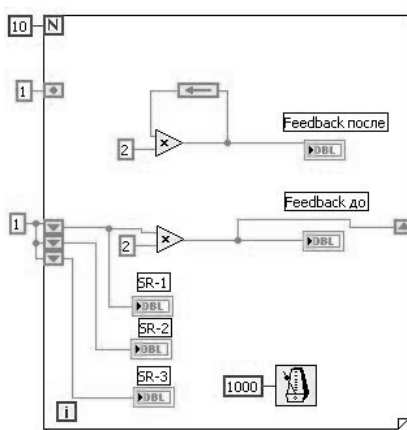 10 N
1
2
Feedback после
DBL
Feedback до
1
2
DBL
SR-1
DBL
SR-2
DBL
SR-3
DBL
1000
i